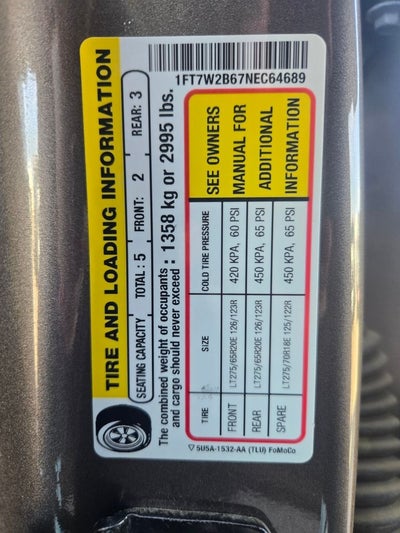 TIRE AND LOADING INFORMATION
SEATING CAPACITY TOTAL: 5 FRONT: 2 REAR: 3
The combined weight of occupants : 1358 kg or 2995 lbs.
and cargo should never exceed
1FT7W2B67NEC64689
TIRE SIZE COLD TIRE PRESSURE SEE OWNERS
FRONT LT275/65R20E 126/123R 420 KPA, 60 PSI MANUAL FOR
REAR LT275/65R20E 126/123R 450 KPA, 65 PSI ADDITIONAL
SPARE LT275/70R18E 125/122R 450 KPA, 65 PSI INFORMATION
▽ 5U5A-1532-AA (TLU) FoMoCo